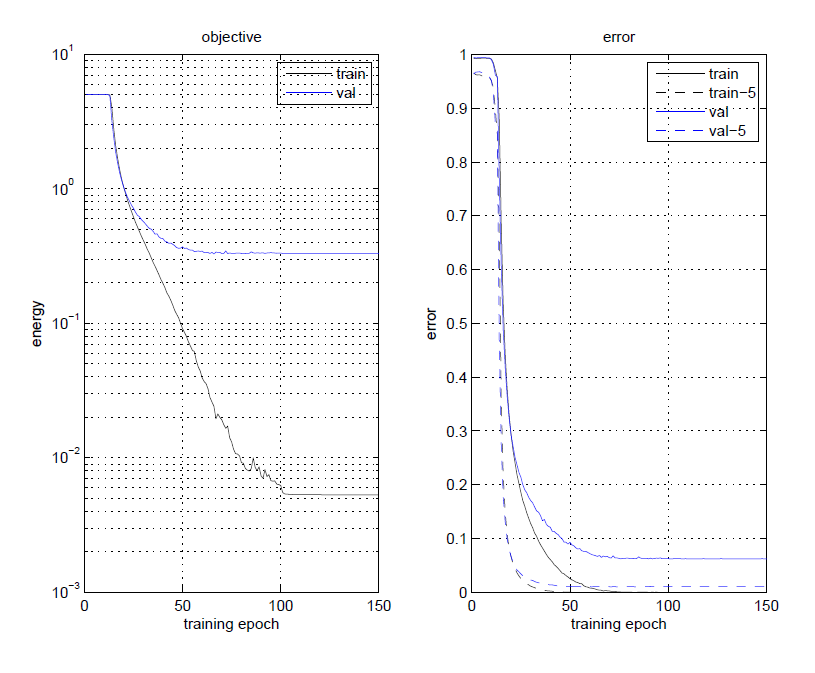 objective
10^1
10^0
10^−1
10^−2
10^−3
energy
0 50 100 150
training epoch
train
val
error
1
0.9
0.8
0.7
0.6
0.5
0.4
0.3
0.2
0.1
0
error
0 50 100 150
training epoch
train
train−5
val
val−5